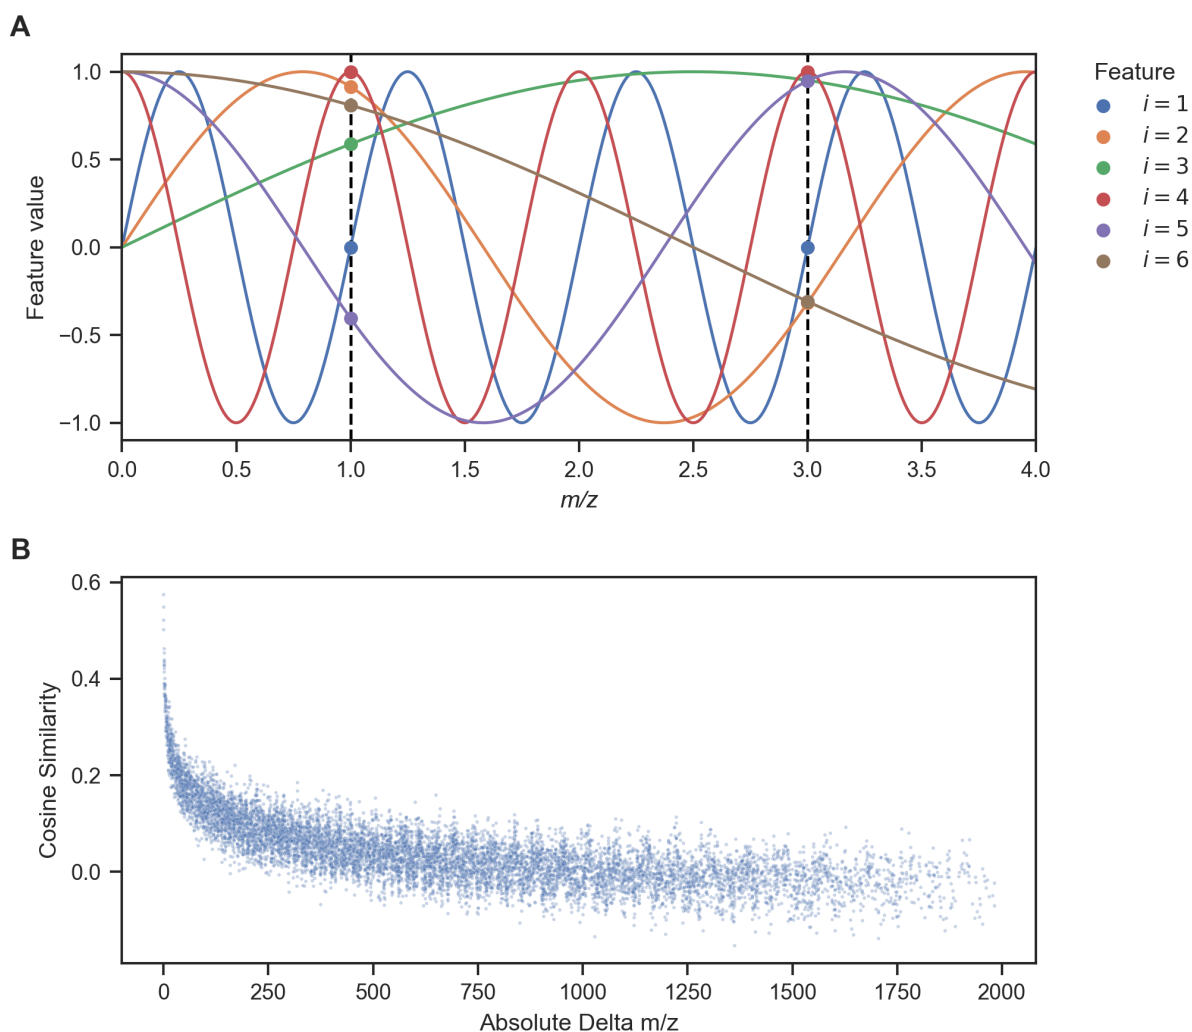 A
1.0
0.5
0.0
−0.5
−1.0
Feature value
0.0 0.5 1.0 1.5 2.0 2.5 3.0 3.5 4.0
m/z
Feature
i = 1
i = 2
i = 3
i = 4
i = 5
i = 6
B
0.6
0.4
0.2
0.0
Cosine Similarity
0 250 500 750 1000 1250 1500 1750 2000
Absolute Delta m/z